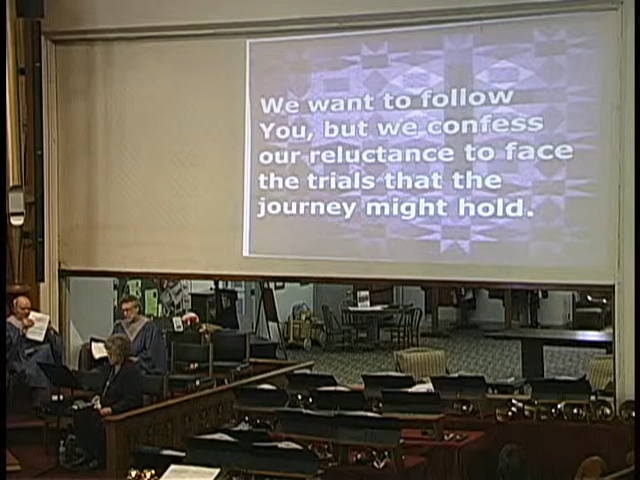 We want to follow
You, but we confess
our reluctance to face
the trials that the
journey might hold.